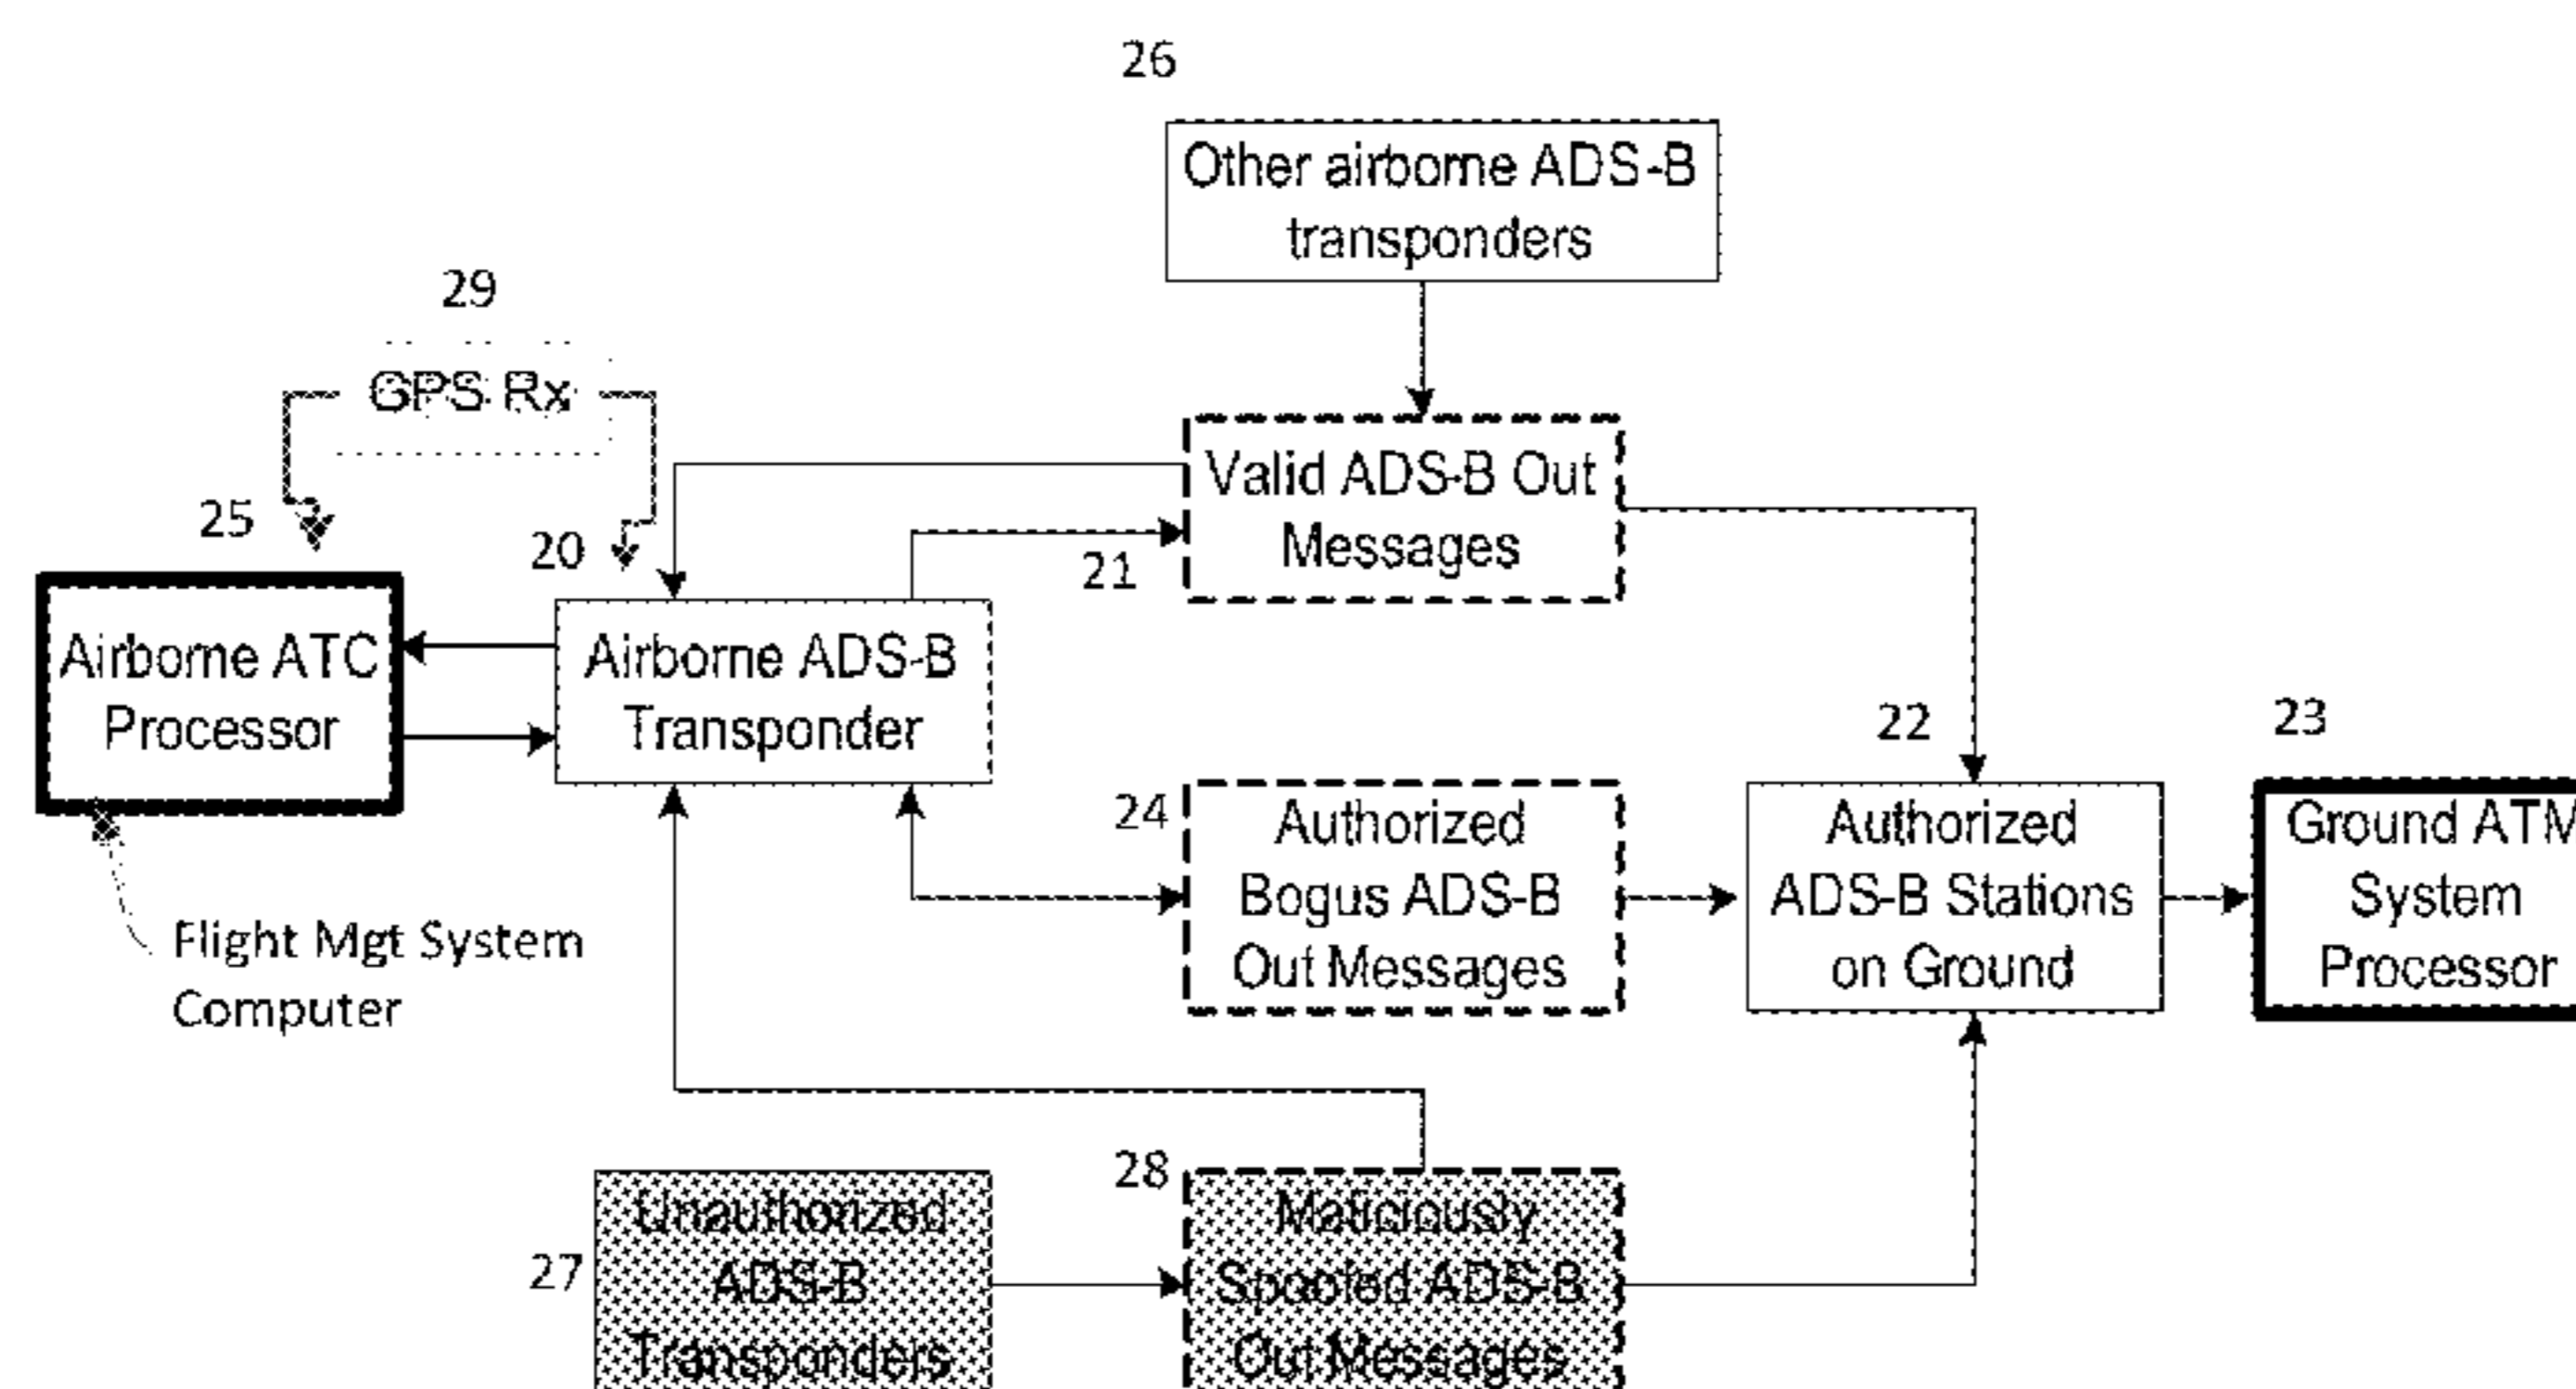 26
Other airborne ADS-B
transponders
29
GPS Rx
25
20
21
Valid ADS-B Out
Messages
Airborne ATC
Processor
Airborne ADS-B
Transponder
22
23
24
Authorized
Bogus ADS-B
Out Messages
Authorized
ADS-B Stations
on Ground
Ground ATM
System
Processor
Flight Mgt System
Computer
27
Unauthorized
ADS-B
Transponders
28
Maliciously
Spoofed ADS-B
Out Messages